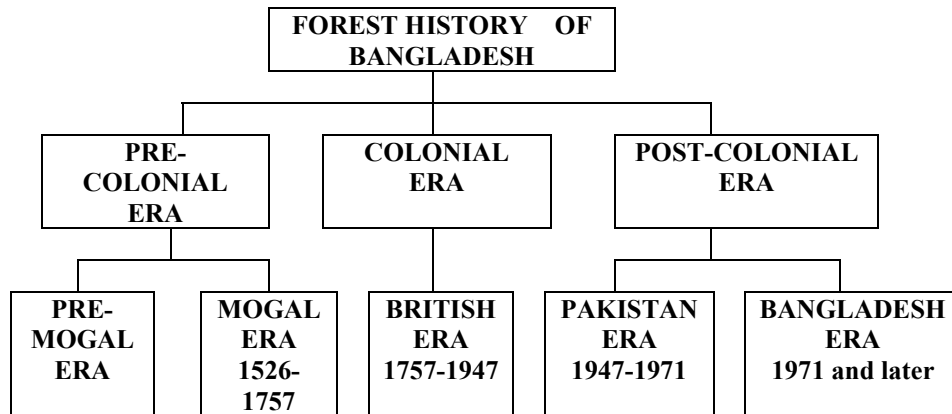 FOREST HISTORY OF
BANGLADESH
PRE-
COLONIAL
ERA
COLONIAL
ERA
POST-COLONIAL
ERA
PRE-
MOGAL
ERA
MOGAL
ERA
1526-
1757
BRITISH
ERA
1757-1947
PAKISTAN
ERA
1947-1971
BANGLADESH
ERA
1971 and later